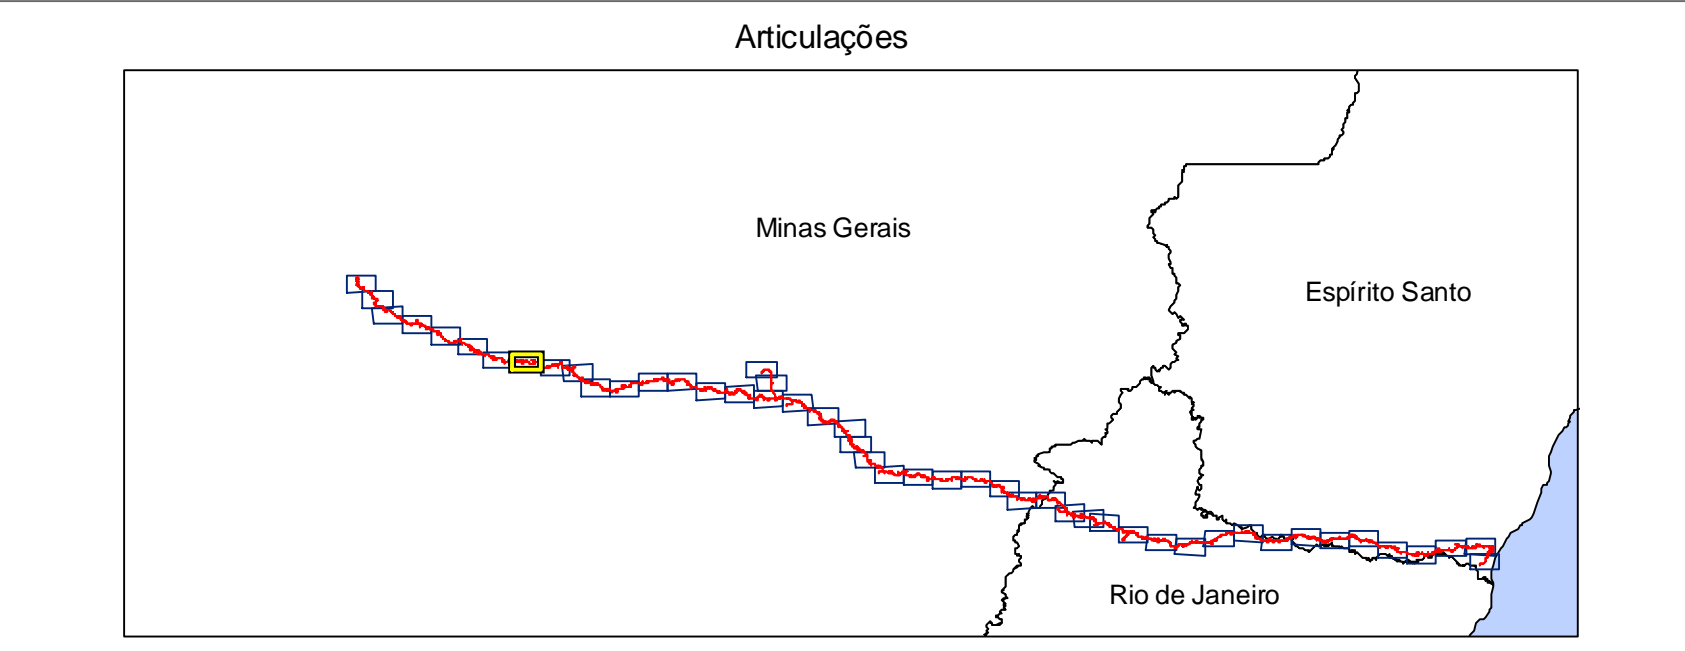 Articulações
Minas Gerais
Espírito Santo
Rio de Janeiro